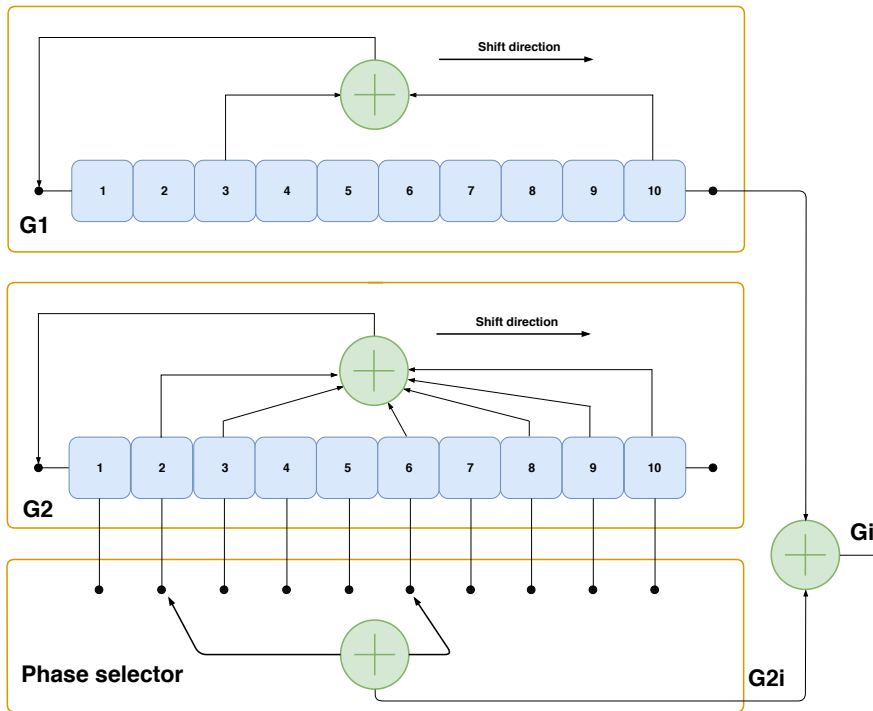 Shift direction
1 2 3 4 5 6 7 8 9 10
G1
Shift direction
1 2 3 4 5 6 7 8 9 10
G2
Gi
Phase selector
G2i